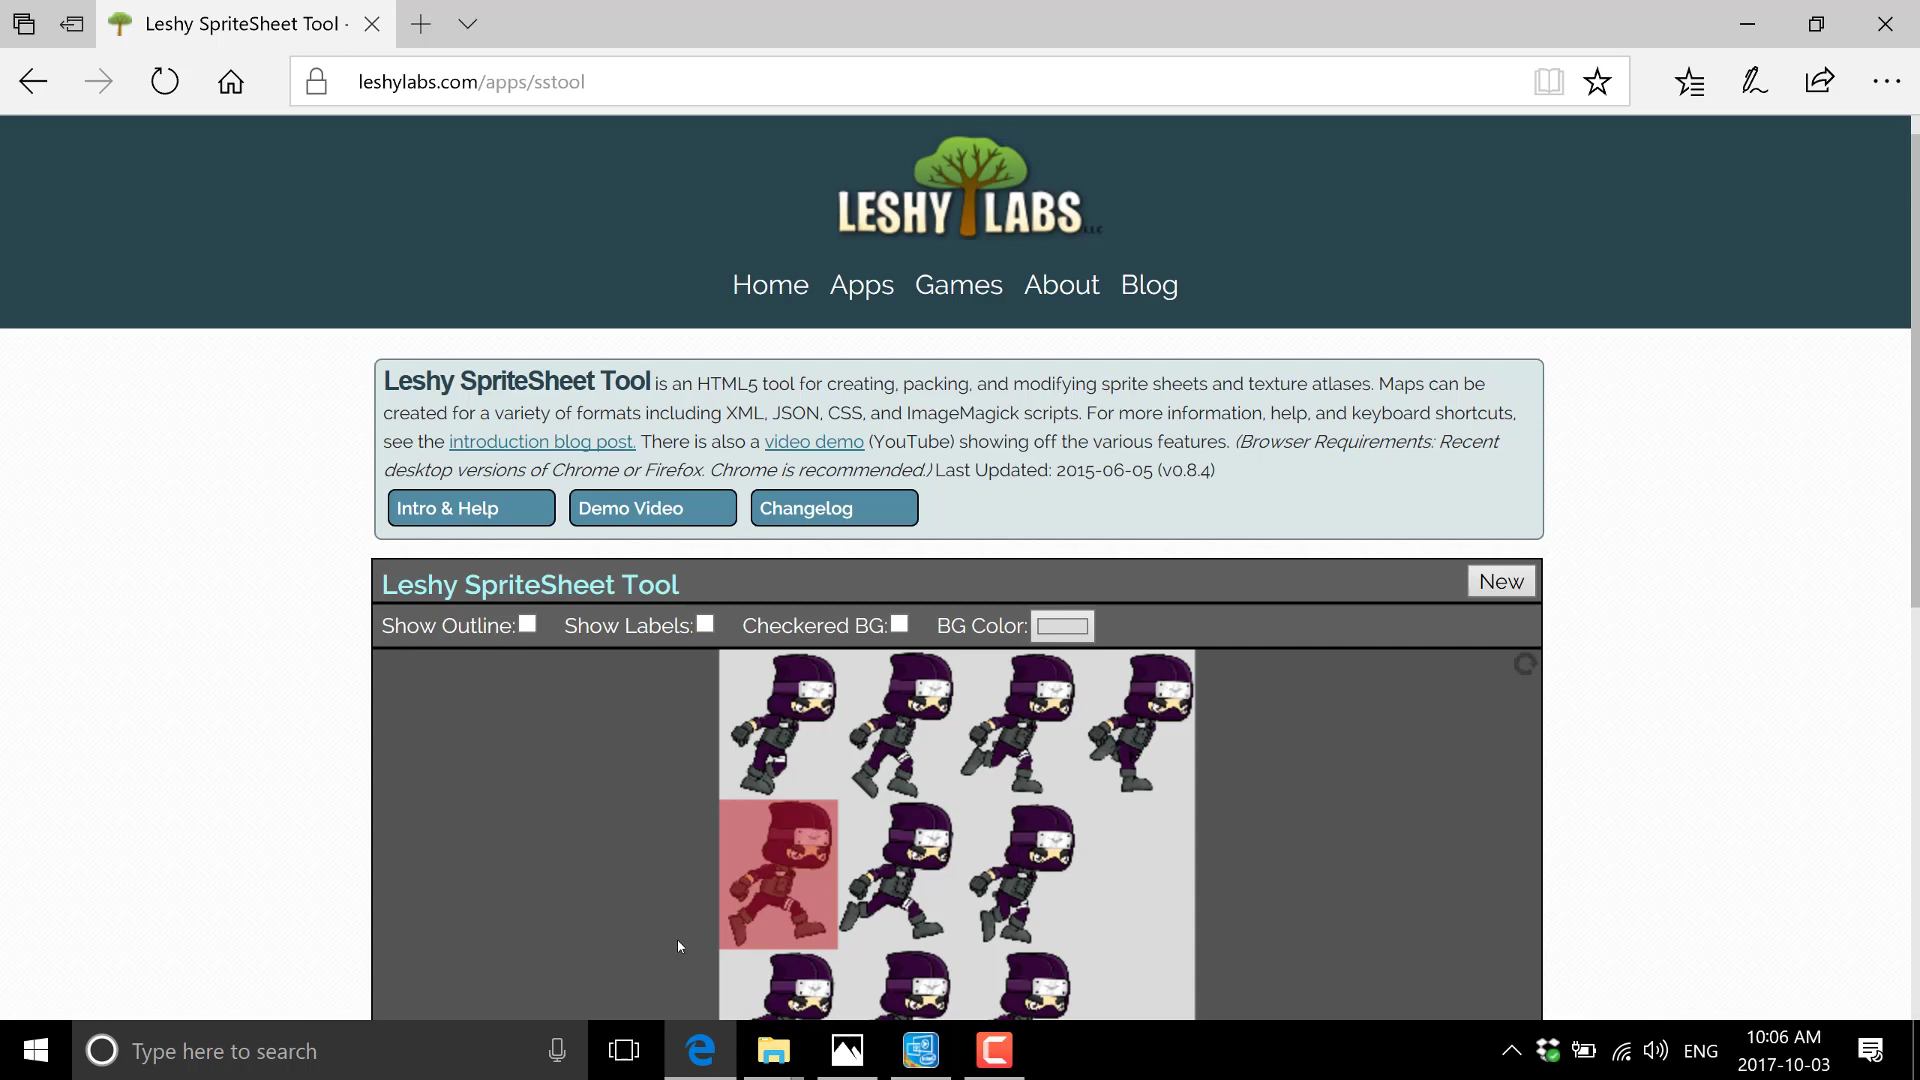 Leshy SpriteSheet Tool -
leshylabs.com/apps/sstool
LESHY LABS LLC
Home Apps Games About Blog
Leshy SpriteSheet Tool is an HTML5 tool for creating, packing, and modifying sprite sheets and texture atlases. Maps can be
created for a variety of formats including XML, JSON, CSS, and ImageMagick scripts. For more information, help, and keyboard shortcuts,
see the introduction blog post. There is also a video demo (YouTube) showing off the various features. (Browser Requirements: Recent
desktop versions of Chrome or Firefox. Chrome is recommended.) Last Updated: 2015-06-05 (v0.8.4)
Intro & Help Demo Video Changelog
Leshy SpriteSheet Tool New
Show Outline: Show Labels: Checkered BG: BG Color:
Type here to search
ENG
10:06 AM
2017-10-03